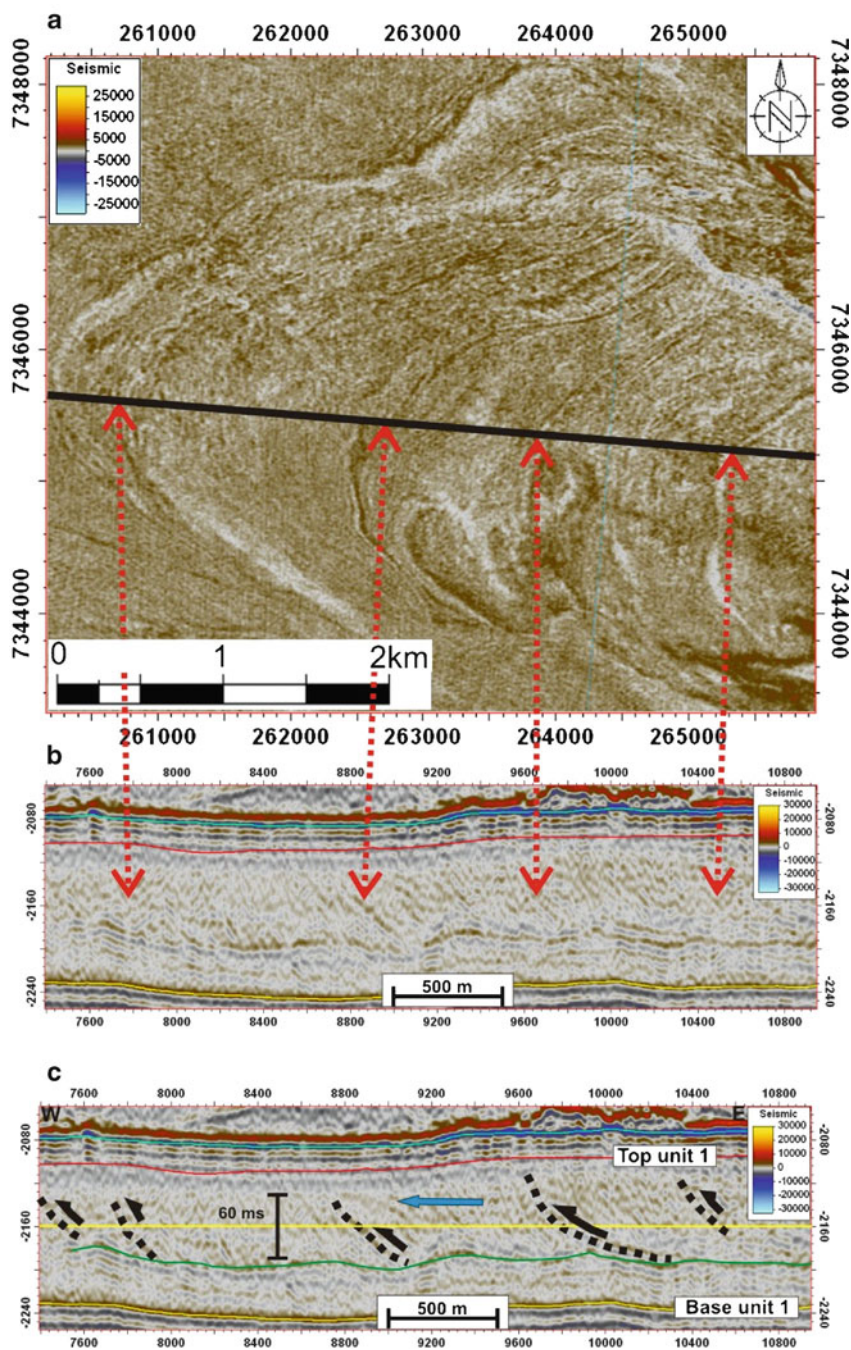 a
261000 262000 263000 264000 265000
7348000 7348000
Seismic
25000
15000
5000
-5000
-15000
-25000
N
7346000 7346000
7344000 7344000
0 1 2km
261000 262000 263000 264000 265000
b
7600 8000 8400 8800 9200 9600 10000 10400 10800
Seismic
30000
20000
10000
0
-10000
-20000
-30000
-2080 -2080
-2160 -2160
-2240 -2240
500 m
7600 8000 8400 8800 9200 9600 10000 10400 10800
c
7600 8000 8400 8800 9200 9600 10000 10400 10800
W E
Seismic
30000
20000
10000
0
-10000
-20000
-30000
-2080 -2080
Top unit 1
60 ms
-2160 -2160
-2240 -2240
500 m
Base unit 1
7600 8000 8400 8800 9200 9600 10000 10400 10800